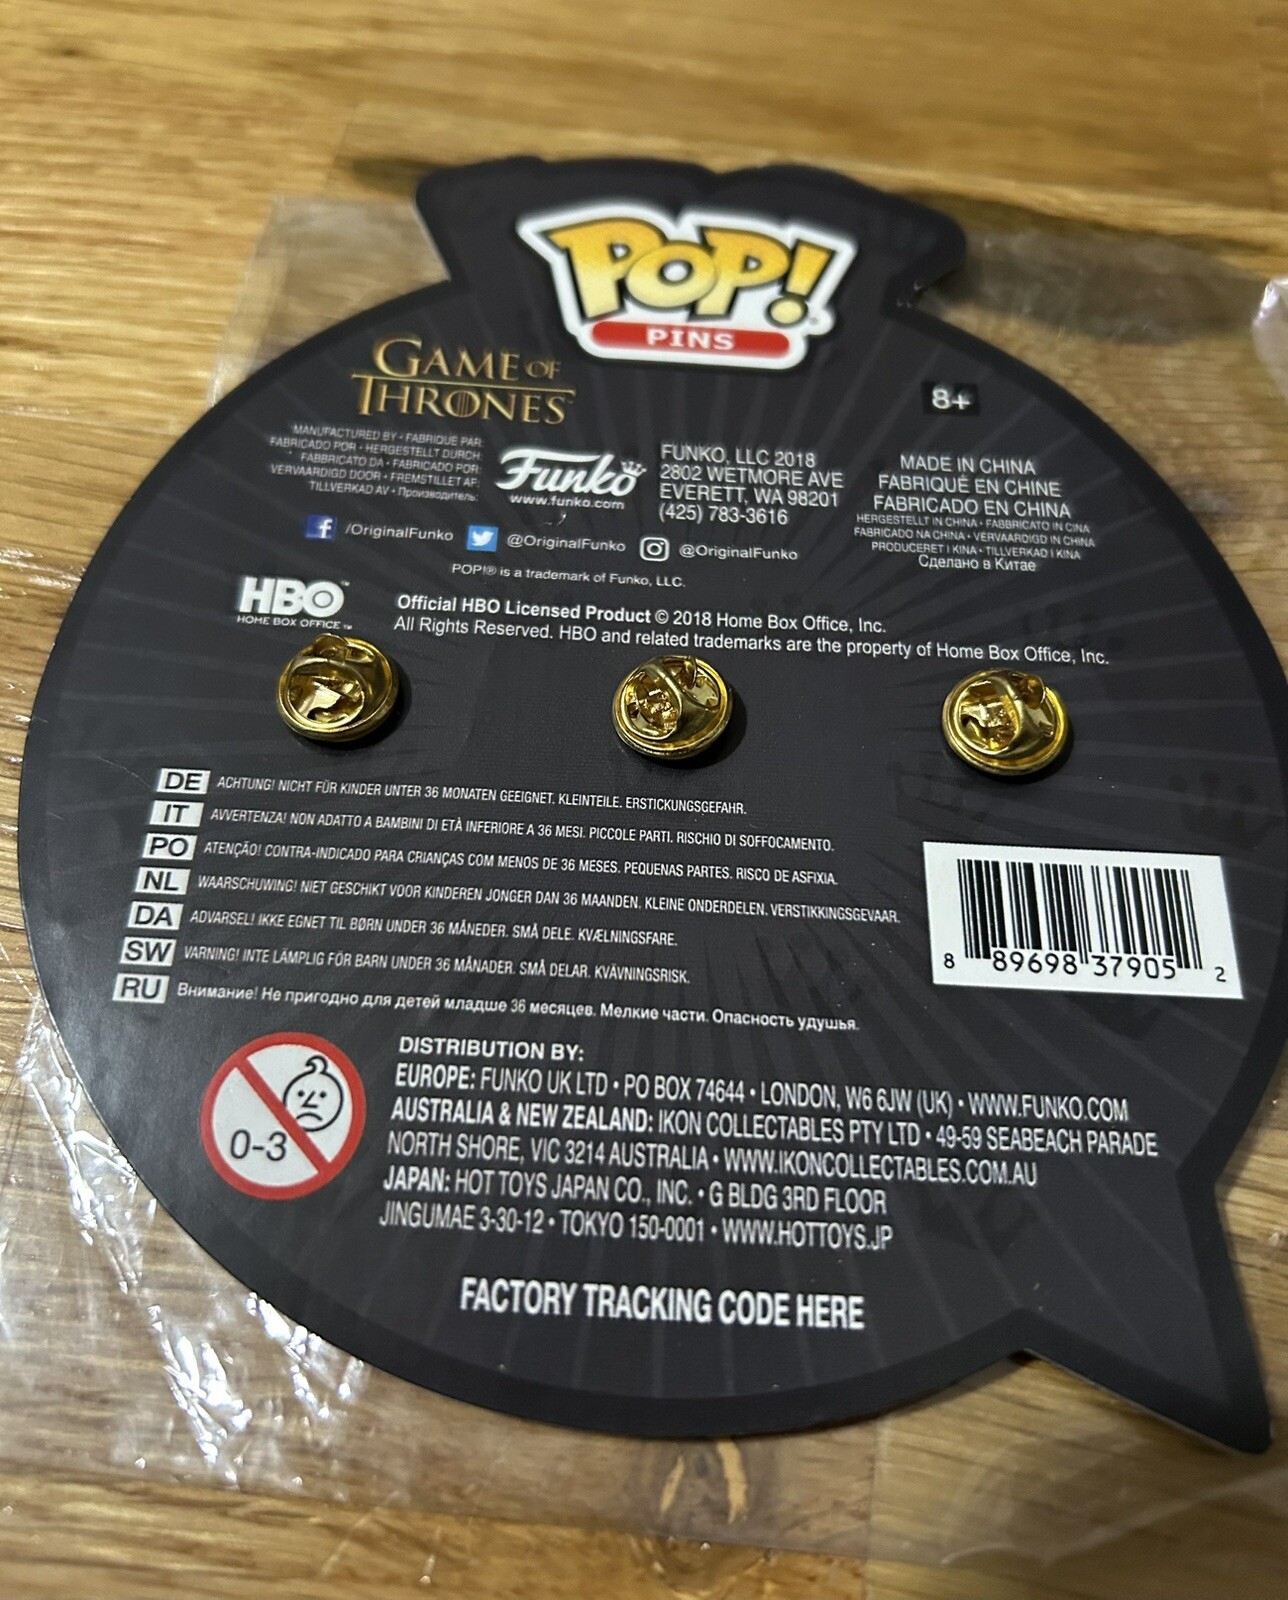 POP!
PINS
GAME OF
THRONES
8+
MANUFACTURED BY • FABRIQUÉ PAR:
FABRICADO POR • HERGESTELLT DURCH:
FABBRICATO DA • FABRICADO POR:
VERVAARDIGD DOOR • FREMSTILLET AF:
TILLVERKAD AV • Производитель:
Funko
www.funko.com
FUNKO, LLC 2018
2802 WETMORE AVE
EVERETT, WA 98201
(425) 783-3616
MADE IN CHINA
FABRIQUÉ EN CHINE
FABRICADO EN CHINA
HERGESTELLT IN CHINA • FABBRICATO IN CINA
FABRICADO NA CHINA • VERVAARDIGD IN CHINA
PRODUCERET I KINA • TILLVERKAD I KINA
Сделано в Китае
/OriginalFunko @OriginalFunko @OriginalFunko
POP!® is a trademark of Funko, LLC.
HBO™
HOME BOX OFFICE™
Official HBO Licensed Product © 2018 Home Box Office, Inc.
All Rights Reserved. HBO and related trademarks are the property of Home Box Office, Inc.
DE ACHTUNG! NICHT FÜR KINDER UNTER 36 MONATEN GEEIGNET. KLEINTEILE. ERSTICKUNGSGEFAHR.
IT AVVERTENZA! NON ADATTO A BAMBINI DI ETÀ INFERIORE A 36 MESI. PICCOLE PARTI. RISCHIO DI SOFFOCAMENTO.
PO ATENÇÃO! CONTRA-INDICADO PARA CRIANÇAS COM MENOS DE 36 MESES. PEQUENAS PARTES. RISCO DE ASFIXIA.
NL WAARSCHUWING! NIET GESCHIKT VOOR KINDEREN JONGER DAN 36 MAANDEN. KLEINE ONDERDELEN. VERSTIKKINGSGEVAAR.
DA ADVARSEL! IKKE EGNET TIL BØRN UNDER 36 MÅNEDER. SMÅ DELE. KVÆLNINGSFARE.
SW VARNING! INTE LÄMPLIG FÖR BARN UNDER 36 MÅNADER. SMÅ DELAR. KVÄVNINGSRISK.
RU Внимание! Не пригодно для детей младше 36 месяцев. Мелкие части. Опасность удушья.
8 89698 37905 2
0-3
DISTRIBUTION BY:
EUROPE: FUNKO UK LTD • PO BOX 74644 • LONDON, W6 6JW (UK) • WWW.FUNKO.COM
AUSTRALIA & NEW ZEALAND: IKON COLLECTABLES PTY LTD • 49-59 SEABEACH PARADE
NORTH SHORE, VIC 3214 AUSTRALIA • WWW.IKONCOLLECTABLES.COM.AU
JAPAN: HOT TOYS JAPAN CO., INC. • G BLDG 3RD FLOOR
JINGUMAE 3-30-12 • TOKYO 150-0001 • WWW.HOTTOYS.JP
FACTORY TRACKING CODE HERE